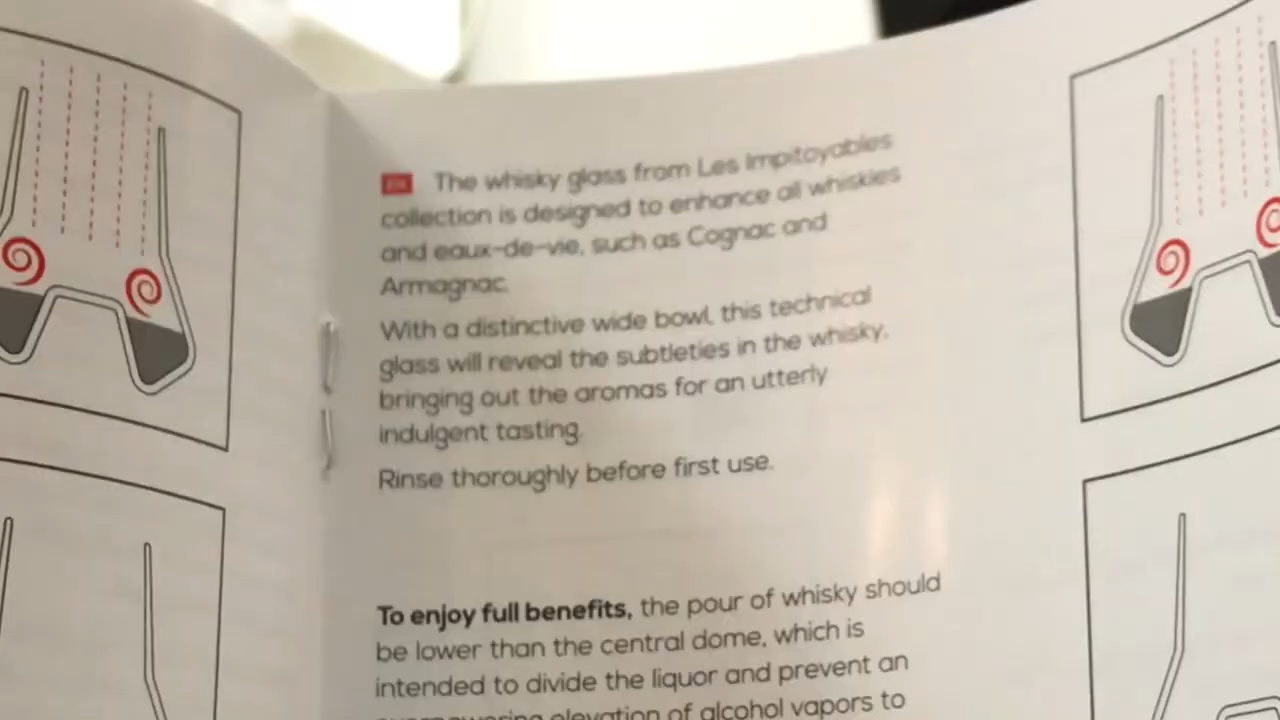 EN The whisky glass from Les Impitoyables
collection is designed to enhance all whiskies
and eaux-de-vie, such as Cognac and
Armagnac.
With a distinctive wide bowl, this technical
glass will reveal the subtleties in the whisky,
bringing out the aromas for an utterly
indulgent tasting.
Rinse thoroughly before first use.
To enjoy full benefits, the pour of whisky should
be lower than the central dome, which is
intended to divide the liquor and prevent an
overpowering elevation of alcohol vapors to